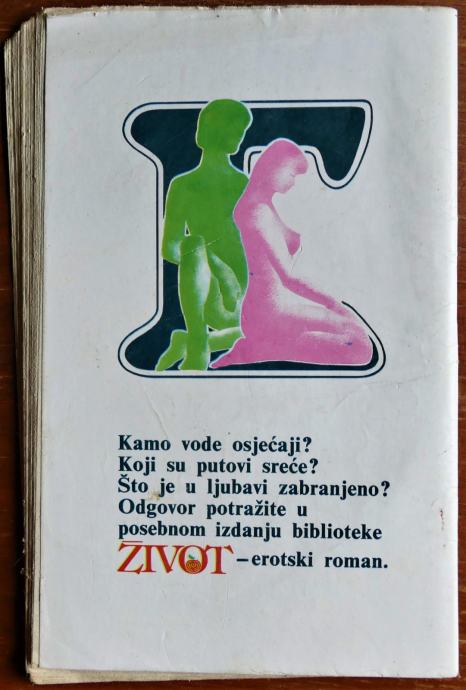 Kamo vode osjećaji?
Koji su putovi sreće?
Što je u ljubavi zabranjeno?
Odgovor potražite u
posebnom izdanju biblioteke
ŽIVOT – erotski roman.